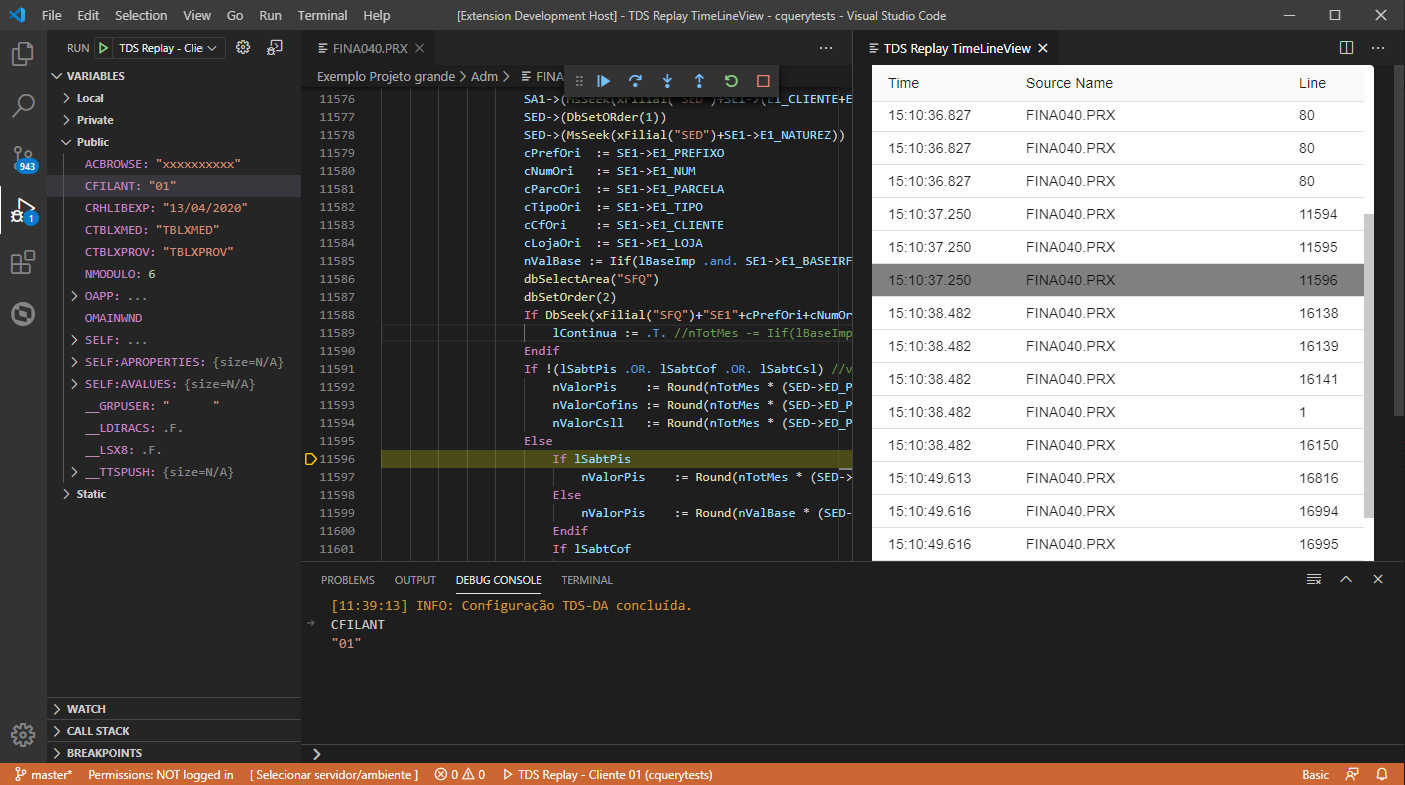 File Edit Selection View Go Run Terminal Help
[Extension Development Host] - TDS Replay TimeLineView - cquerytests - Visual Studio Code
RUN TDS Replay - Clie
VARIABLES
Local
Private
Public
ACBROWSE: "xxxxxxxxxx"
CFILANT: "01"
CRHLIBEXP: "13/04/2020"
CTBLXMED: "TBLXMED"
CTBLXPROV: "TBLXPROV"
NMODULO: 6
OAPP: ...
OMAINWND
SELF: ...
SELF:APROPERTIES: {size=N/A}
SELF:AVALUES: {size=N/A}
__GRPUSER: "      "
__LDIRACS: .F.
__LSX8: .F.
__TTSPUSH: {size=N/A}
Static
WATCH
CALL STACK
BREAKPOINTS
943
1
FINA040.PRX
Exemplo Projeto grande > Adm > FINA
11576 SA1->(MsSeek(xFilial("SED")+SE1->(E1_CLIENTE+E
11577 SED->(DbSetORder(1))
11578 SED->(MsSeek(xFilial("SED")+SE1->E1_NATUREZ))
11579 cPrefOri := SE1->E1_PREFIXO
11580 cNumOri := SE1->E1_NUM
11581 cParcOri := SE1->E1_PARCELA
11582 cTipoOri := SE1->E1_TIPO
11583 cCfOri := SE1->E1_CLIENTE
11584 cLojaOri := SE1->E1_LOJA
11585 nValBase := Iif(lBaseImp .and. SE1->E1_BASEIRF
11586 dbSelectArea("SFQ")
11587 dbSetOrder(2)
11588 If DbSeek(xFilial("SFQ")+"SE1"+cPrefOri+cNumOr
11589 lContinua := .T. //nTotMes -= Iif(lBaseImp
11590 Endif
11591 If !(lSabtPis .OR. lSabtCof .OR. lSabtCsl) //v
11592 nValorPis := Round(nTotMes * (SED->ED_P
11593 nValorCofins := Round(nTotMes * (SED->ED_P
11594 nValorCsll := Round(nTotMes * (SED->ED_P
11595 Else
11596 If lSabtPis
11597 nValorPis := Round(nTotMes * (SED->
11598 Else
11599 nValorPis := Round(nValBase * (SED-
11600 Endif
11601 If lSabtCof
TDS Replay TimeLineView
Time Source Name Line
15:10:36.827 FINA040.PRX 80
15:10:36.827 FINA040.PRX 80
15:10:36.827 FINA040.PRX 80
15:10:37.250 FINA040.PRX 11594
15:10:37.250 FINA040.PRX 11595
15:10:37.250 FINA040.PRX 11596
15:10:38.482 FINA040.PRX 16138
15:10:38.482 FINA040.PRX 16139
15:10:38.482 FINA040.PRX 16141
15:10:38.482 FINA040.PRX 1
15:10:38.482 FINA040.PRX 16150
15:10:49.613 FINA040.PRX 16816
15:10:49.616 FINA040.PRX 16994
15:10:49.616 FINA040.PRX 16995
PROBLEMS OUTPUT DEBUG CONSOLE TERMINAL
[11:39:13] INFO: Configuração TDS-DA concluída.
CFILANT
"01"
master* Permissions: NOT logged in [ Selecionar servidor/ambiente ] 0 0 TDS Replay - Cliente 01 (cquerytests) Basic